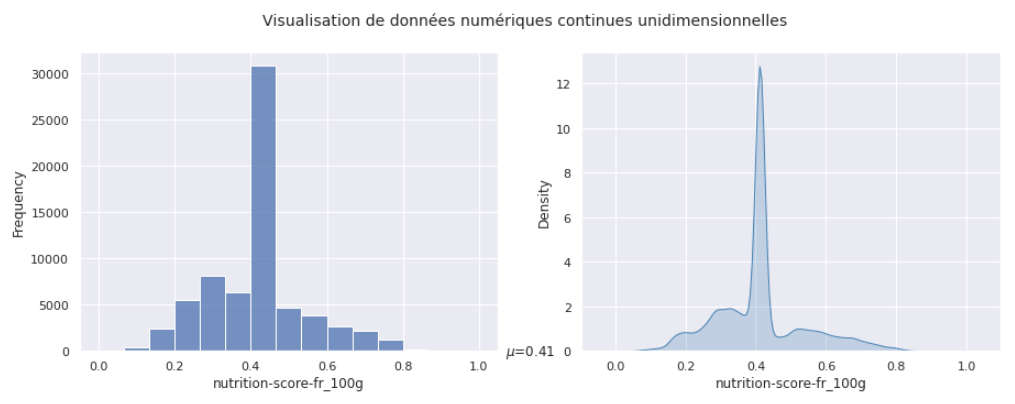 Visualisation de données numériques continues unidimensionnelles
Frequency
30000
25000
20000
15000
10000
5000
0
0.0 0.2 0.4 0.6 0.8 1.0
nutrition-score-fr_100g
μ=0.41
Density
12
10
8
6
4
2
0
0.0 0.2 0.4 0.6 0.8 1.0
nutrition-score-fr_100g